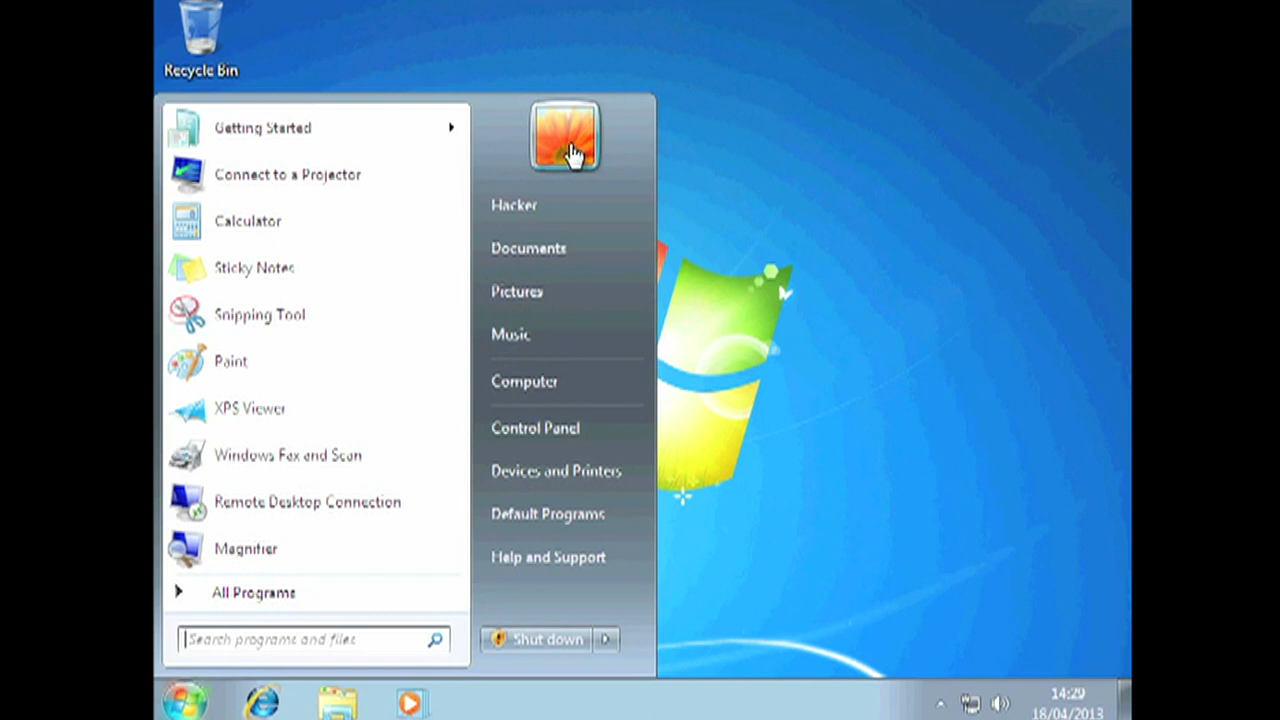 Recycle Bin
Getting Started
Connect to a Projector
Calculator
Sticky Notes
Snipping Tool
Paint
XPS Viewer
Windows Fax and Scan
Remote Desktop Connection
Magnifier
All Programs
Search programs and files
Hacker
Documents
Pictures
Music
Computer
Control Panel
Devices and Printers
Default Programs
Help and Support
Shut down
14:29
18/04/2013